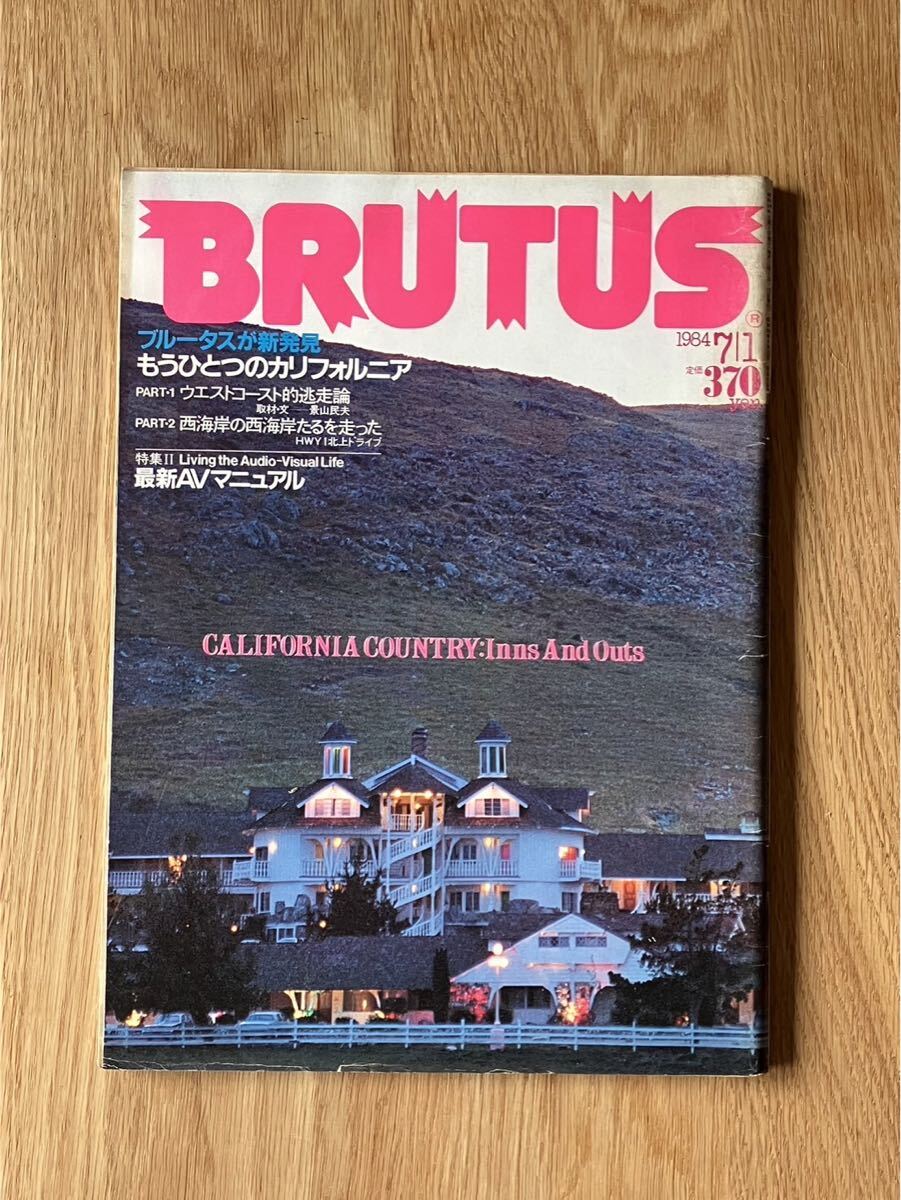 BRUTUS
®
1984 7|1
定価 370 yen
ブルータスが新発見
もうひとつのカリフォルニア
PART・1 ウエストコースト的逃走論
取材・文 景山民夫
PART・2 西海岸の西海岸たるを走った
HWY1北上ドライブ
特集II Living the Audio-Visual Life
最新AVマニュアル
CALIFORNIA COUNTRY:Inns And Outs